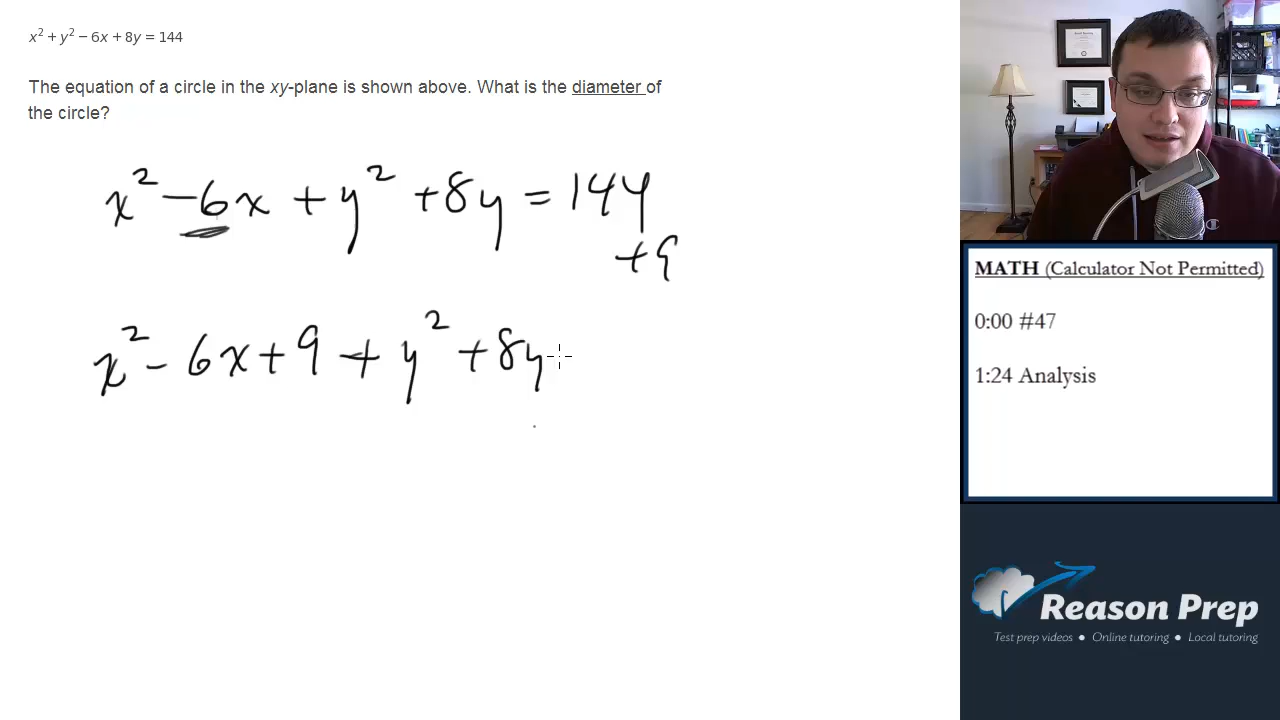 x² + y² − 6x + 8y = 144
The equation of a circle in the xy-plane is shown above. What is the diameter of
the circle?
x² − 6x + y² + 8y = 144
+9
x² − 6x + 9 + y² + 8y
MATH (Calculator Not Permitted)
0:00 #47
1:24 Analysis
Reason Prep
Test prep videos ● Online tutoring ● Local tutoring